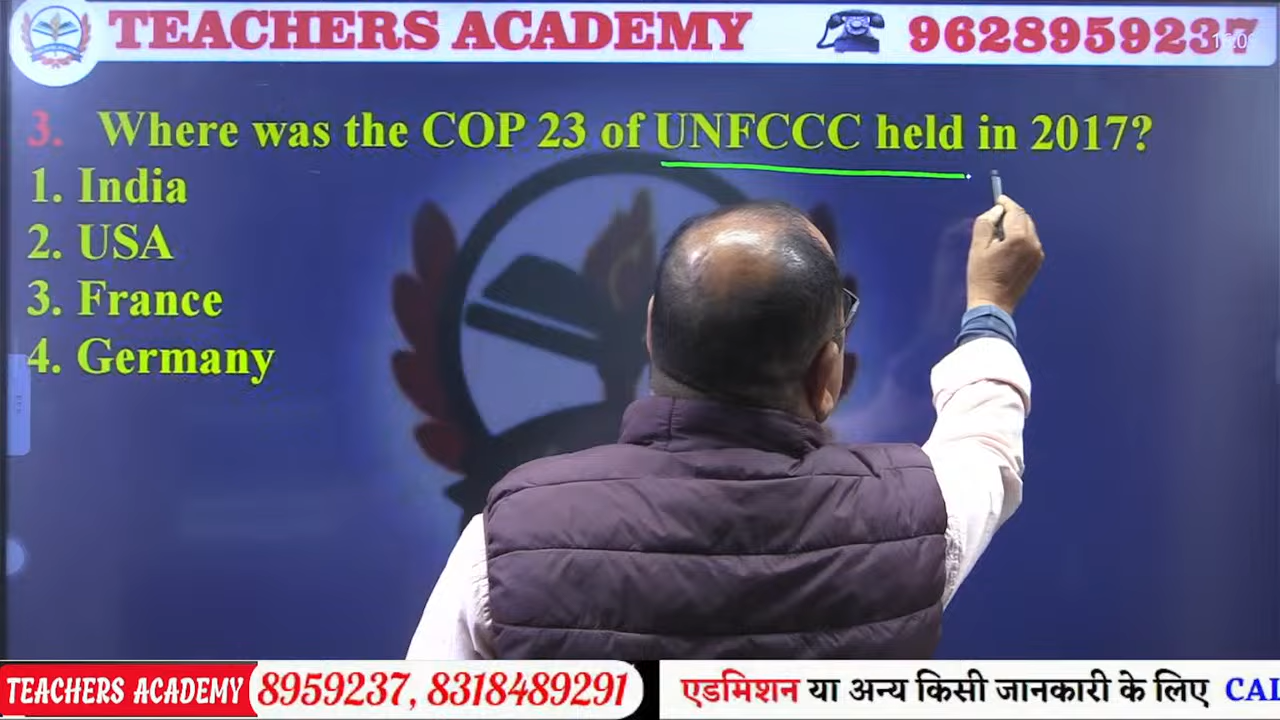 TEACHERS ACADEMY 9628959237
3. Where was the COP 23 of UNFCCC held in 2017?
1. India
2. USA
3. France
4. Germany
TEACHERS ACADEMY 8959237, 8318489291 एडमिशन या अन्य किसी जानकारी के लिए CAL